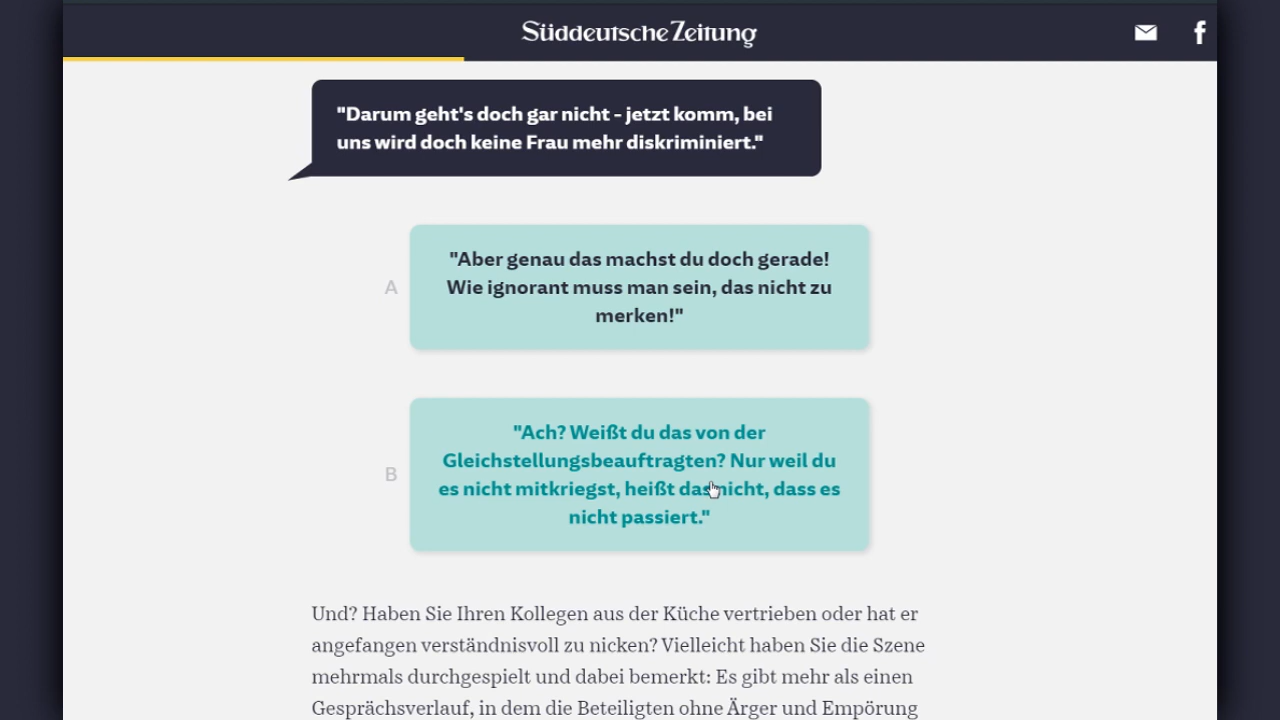 Süddeutsche Zeitung
"Darum geht's doch gar nicht - jetzt komm, bei
uns wird doch keine Frau mehr diskriminiert."
A
"Aber genau das machst du doch gerade!
Wie ignorant muss man sein, das nicht zu
merken!"
B
"Ach? Weißt du das von der
Gleichstellungsbeauftragten? Nur weil du
es nicht mitkriegst, heißt das nicht, dass es
nicht passiert."
Und? Haben Sie Ihren Kollegen aus der Küche vertrieben oder hat er
angefangen verständnisvoll zu nicken? Vielleicht haben Sie die Szene
mehrmals durchgespielt und dabei bemerkt: Es gibt mehr als einen
Gesprächsverlauf, in dem die Beteiligten ohne Ärger und Empörung